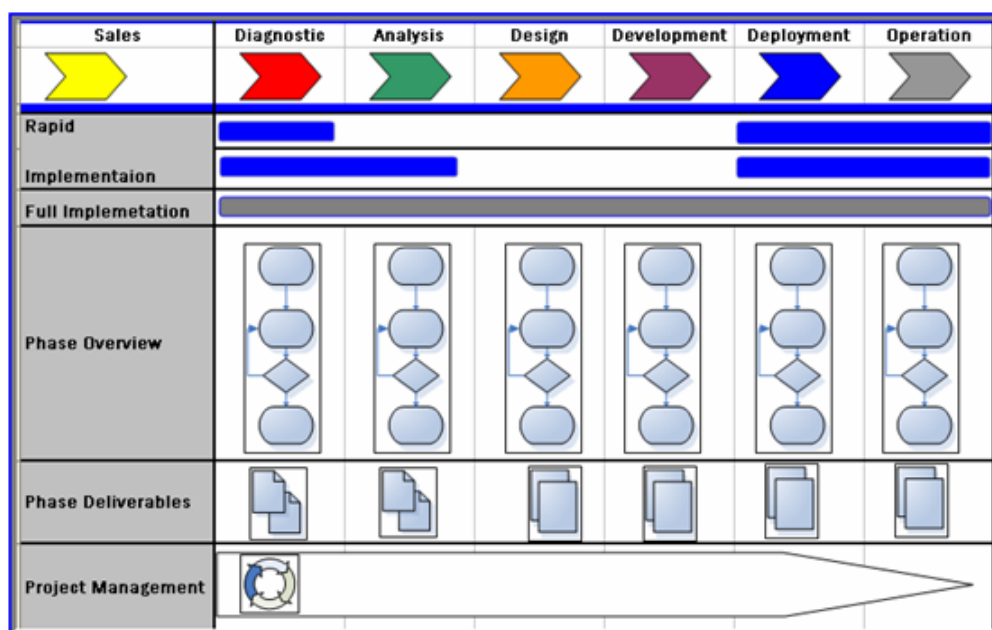 Sales Diagnostic Analysis Design Development Deployment Operation
Rapid
Implementaion
Full Implemetation
Phase Overview
Phase Deliverables
Project Management